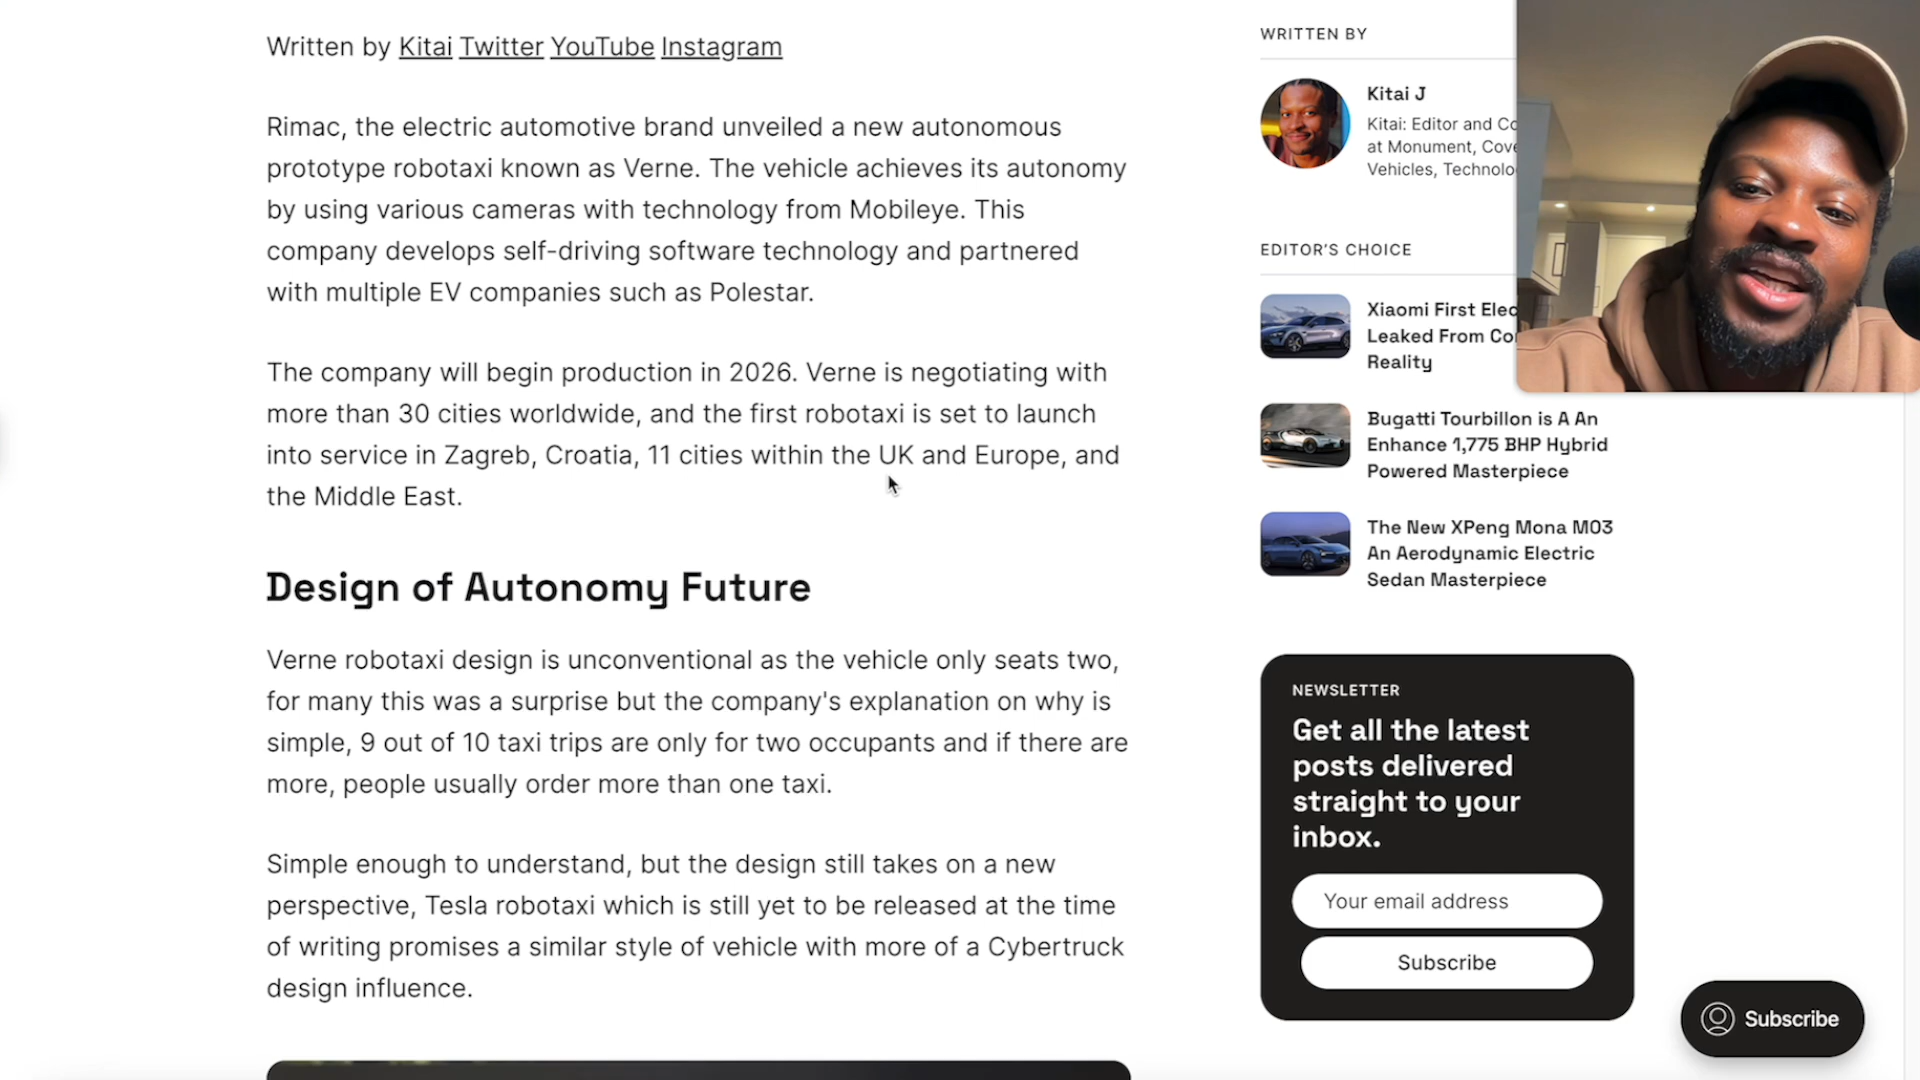 Written by Kitai Twitter YouTube Instagram
Rimac, the electric automotive brand unveiled a new autonomous
prototype robotaxi known as Verne. The vehicle achieves its autonomy
by using various cameras with technology from Mobileye. This
company develops self-driving software technology and partnered
with multiple EV companies such as Polestar.
The company will begin production in 2026. Verne is negotiating with
more than 30 cities worldwide, and the first robotaxi is set to launch
into service in Zagreb, Croatia, 11 cities within the UK and Europe, and
the Middle East.
Design of Autonomy Future
Verne robotaxi design is unconventional as the vehicle only seats two,
for many this was a surprise but the company's explanation on why is
simple, 9 out of 10 taxi trips are only for two occupants and if there are
more, people usually order more than one taxi.
Simple enough to understand, but the design still takes on a new
perspective, Tesla robotaxi which is still yet to be released at the time
of writing promises a similar style of vehicle with more of a Cybertruck
design influence.
WRITTEN BY
Kitai J
Kitai: Editor and
at Monument,
Vehicles,
EDITOR'S CHOICE
Xiaomi First
Leaked From
Reality
Bugatti Tourbillon is A An
Enhance 1,775 BHP Hybrid
Powered Masterpiece
The New XPeng Mona M03
An Aerodynamic Electric
Sedan Masterpiece
NEWSLETTER
Get all the latest
posts delivered
straight to your
inbox.
Your email address
Subscribe
Subscribe